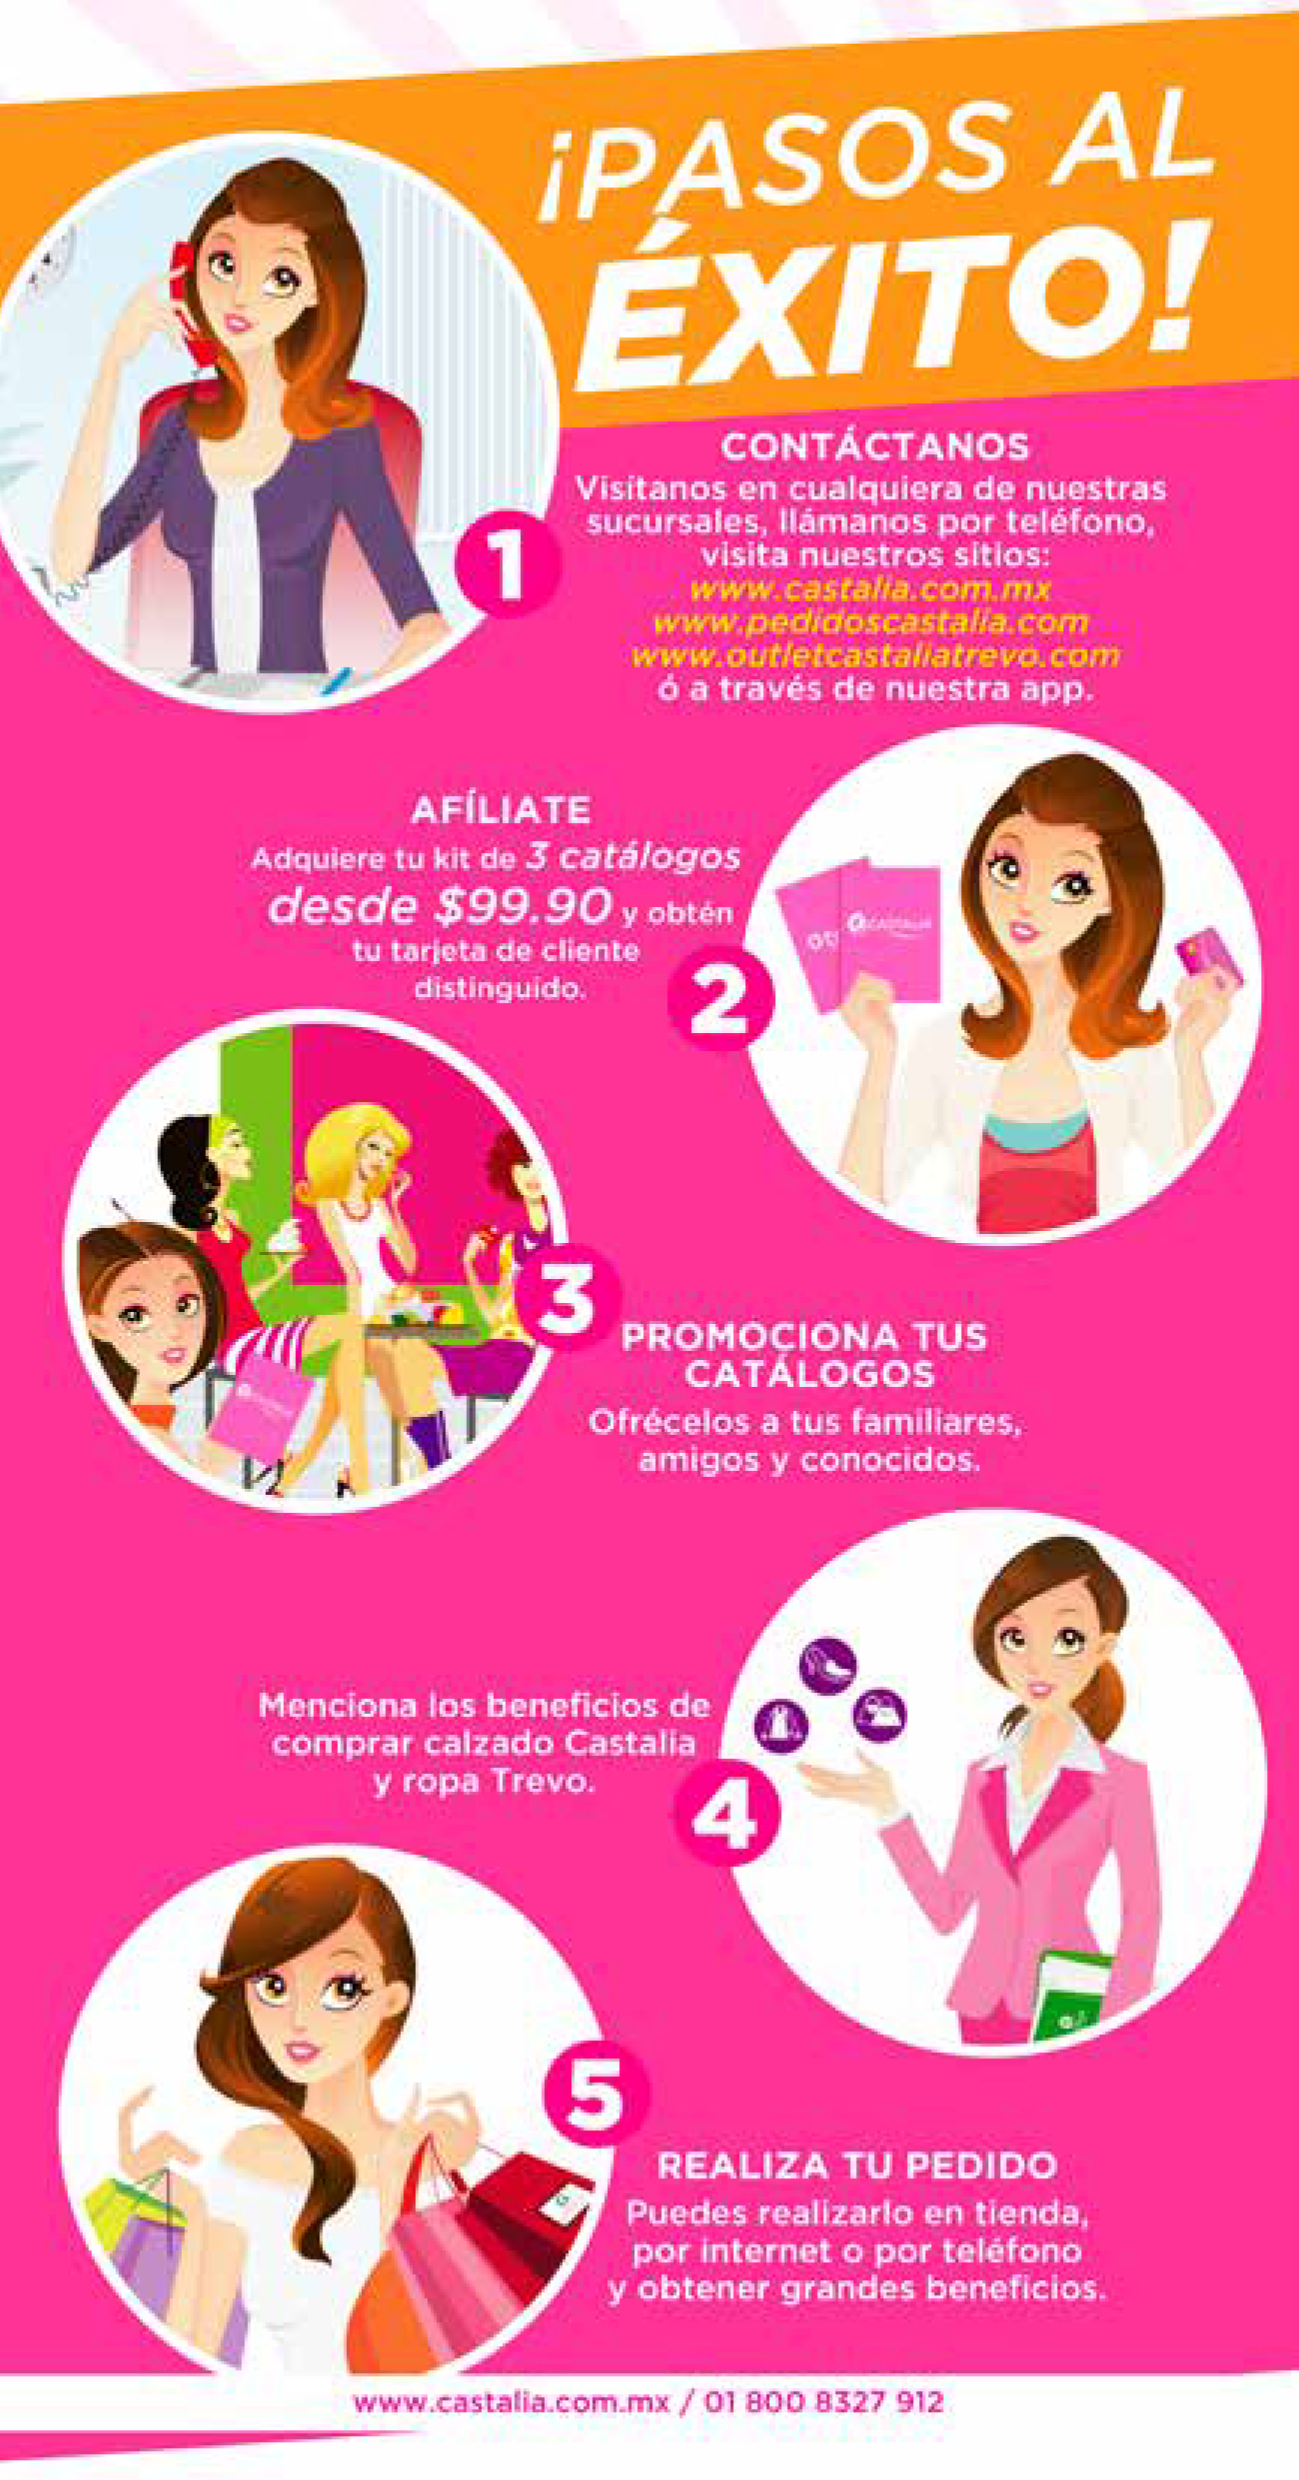 ¡PASOS AL
ÉXITO!
CONTÁCTANOS
Visítanos en cualquiera de nuestras
sucursales, llámanos por teléfono,
visita nuestros sitios:
www.castalia.com.mx
www.pedidoscastalia.com
www.outletcastaliatrevo.com
ó a través de nuestra app.
1
AFÍLIATE
Adquiere tu kit de 3 catálogos
desde $99.90 y obtén
tu tarjeta de cliente
distinguido.
2
CASTALIA
3
PROMOCIONA TUS
CATÁLOGOS
Ofrécelos a tus familiares,
amigos y conocidos.
Menciona los beneficios de
comprar calzado Castalia
y ropa Trevo.
4
5
REALIZA TU PEDIDO
Puedes realizarlo en tienda,
por internet o por teléfono
y obtener grandes beneficios.
www.castalia.com.mx / 01 800 8327 912